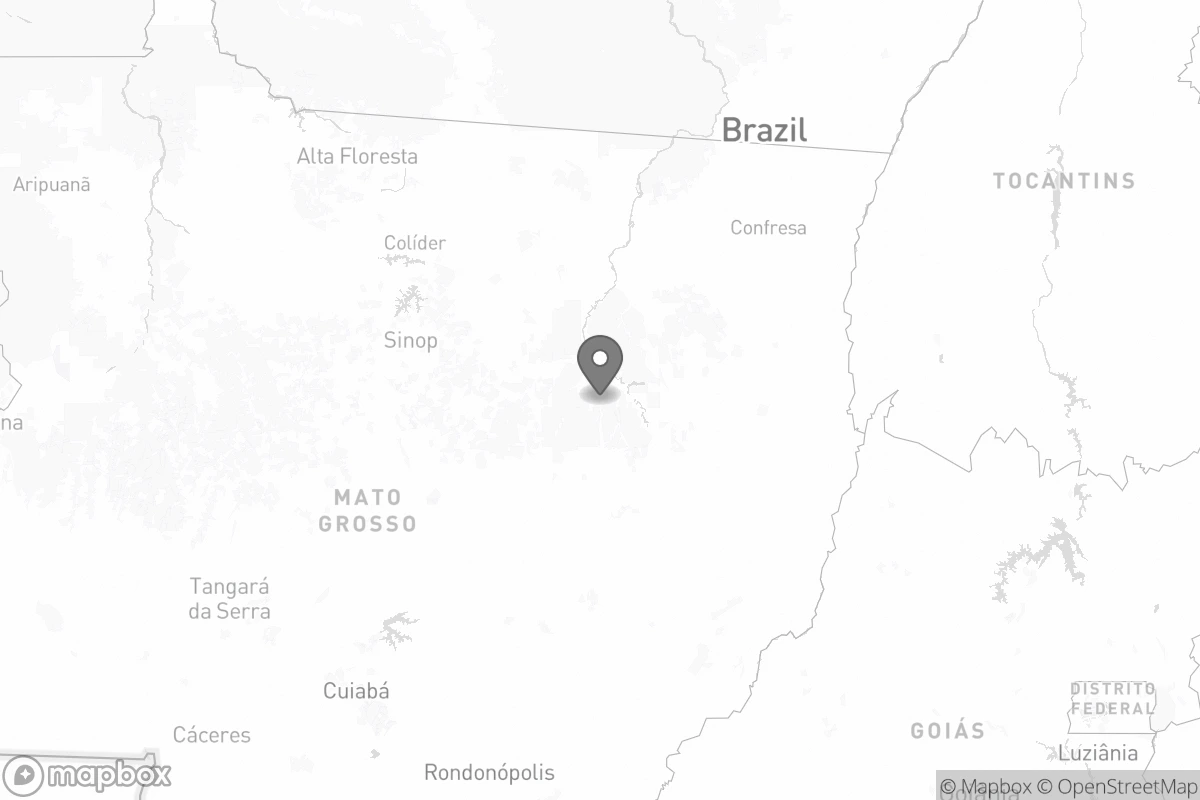 Brazil
Alta Floresta
Aripuanã
TOCANTINS
Confresa
Colíder
Sinop
na
MATO
GROSSO
Tangará
da Serra
Cuiabá
DISTRITO
FEDERAL
GOIÁS
Cáceres
Luziânia
Rondonópolis
mapbox
© Mapbox © OpenStreetMap